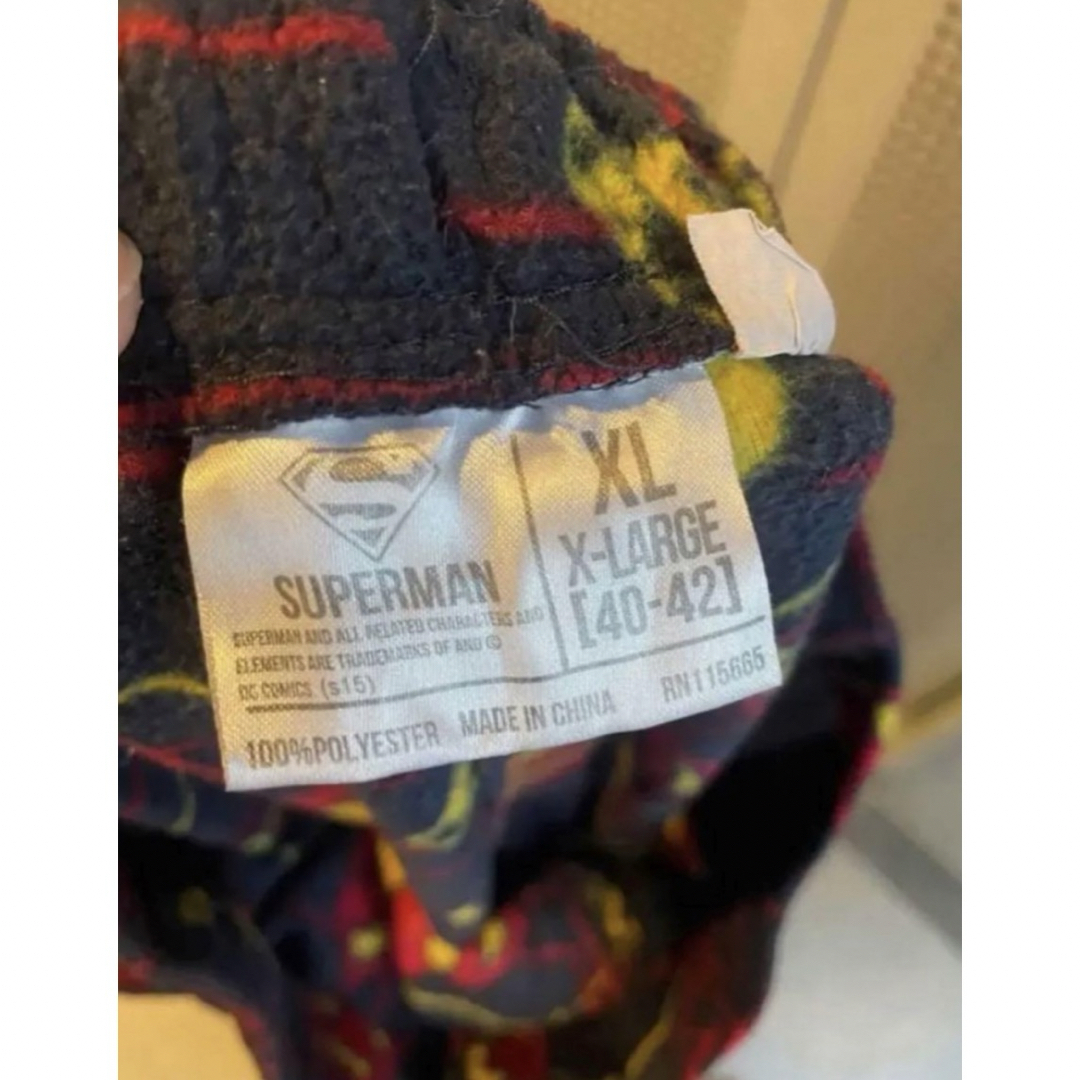 SUPERMAN
SUPERMAN AND ALL RELATED CHARACTERS AND
ELEMENTS ARE TRADEMARKS OF AND ©
DC COMICS (s15)
XL
X-LARGE
[40-42]
100%POLYESTER MADE IN CHINA RN115665